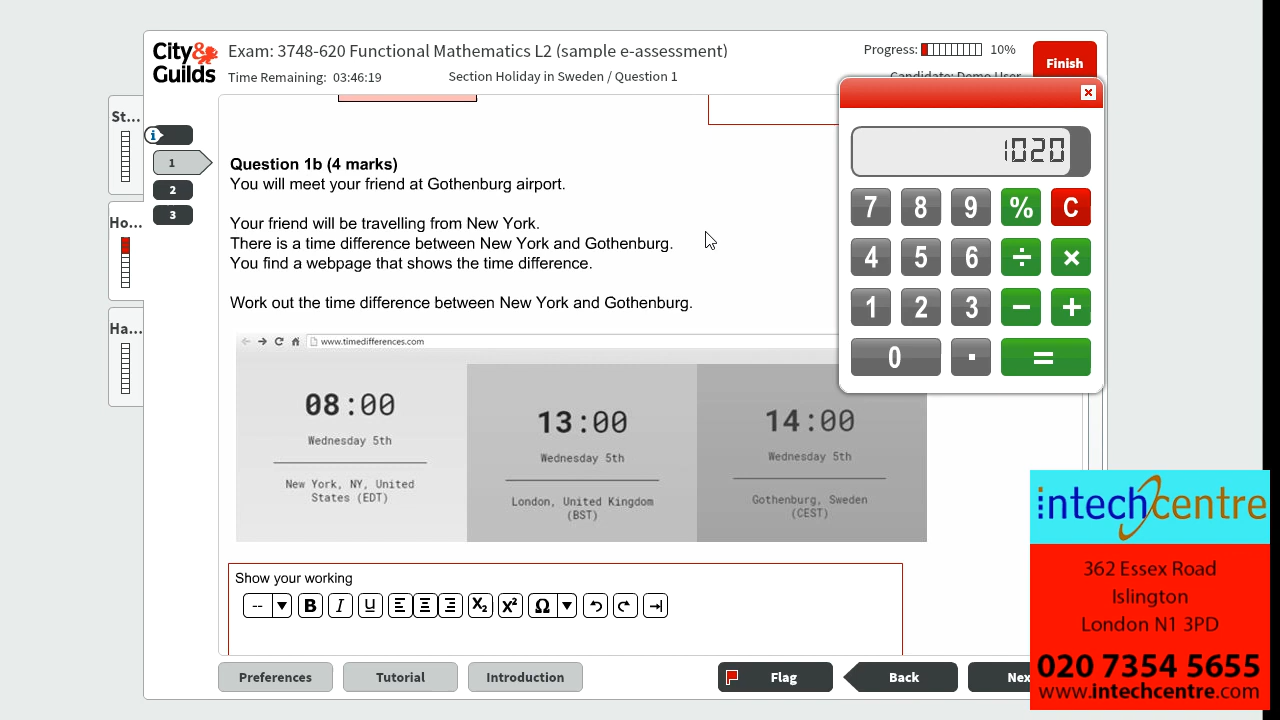 City&
Guilds
Exam: 3748-620 Functional Mathematics L2 (sample e-assessment)
Time Remaining: 03:46:19
Section Holiday in Sweden / Question 1
Progress:
10%
Candidate: Demo User
Finish
St...
Ho...
Ha...
i
1
2
3
Question 1b (4 marks)
You will meet your friend at Gothenburg airport.
Your friend will be travelling from New York.
There is a time difference between New York and Gothenburg.
You find a webpage that shows the time difference.
Work out the time difference between New York and Gothenburg.
www.timedifferences.com
08:00
Wednesday 5th
New York, NY, United
States (EDT)
13:00
Wednesday 5th
London, United Kingdom
(BST)
14:00
Wednesday 5th
Gothenburg, Sweden
(CEST)
Show your working
-- B I U X₂ X² Ω
Preferences
Tutorial
Introduction
Flag
Back
Nex
1020
7 8 9 % C
4 5 6 ÷ ×
1 2 3 − +
0 . =
intechcentre
362 Essex Road
Islington
London N1 3PD
020 7354 5655
www.intechcentre.com